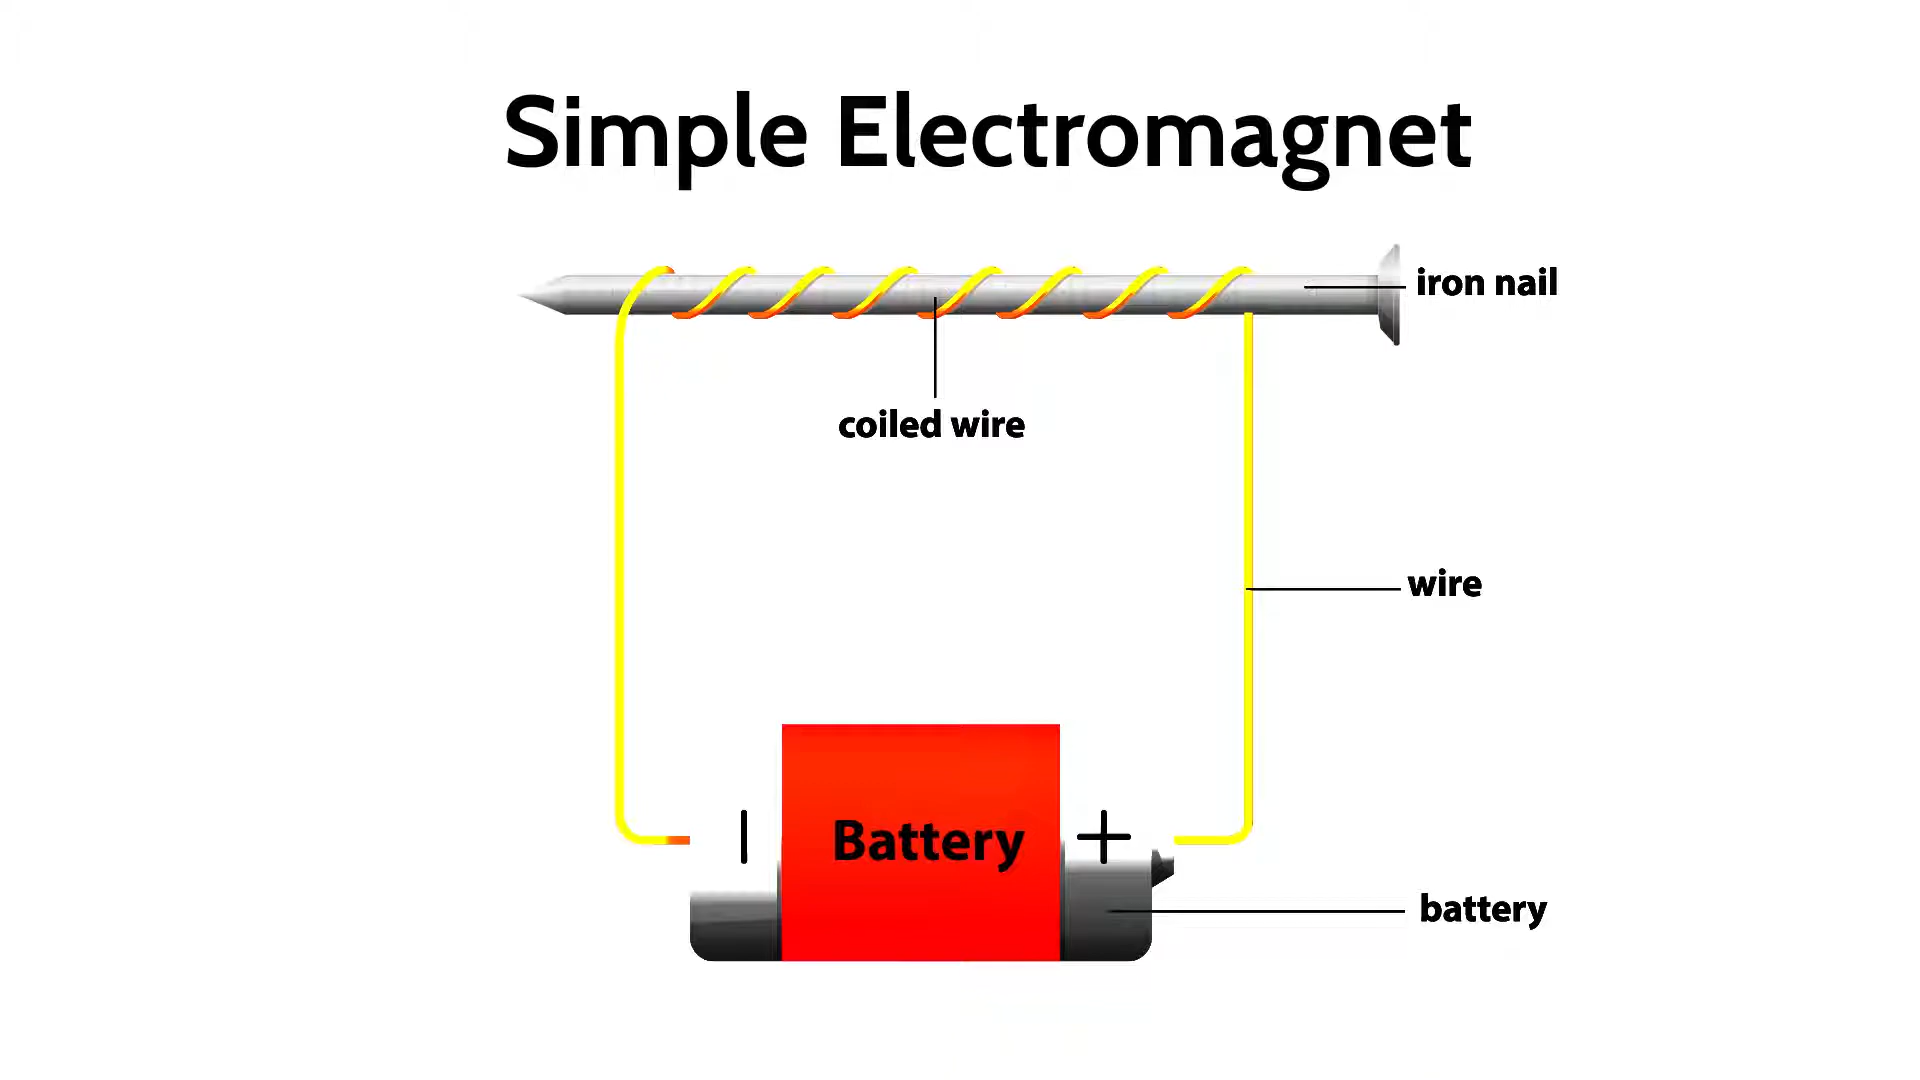 Simple Electromagnet
iron nail
coiled wire
wire
| Battery +
battery